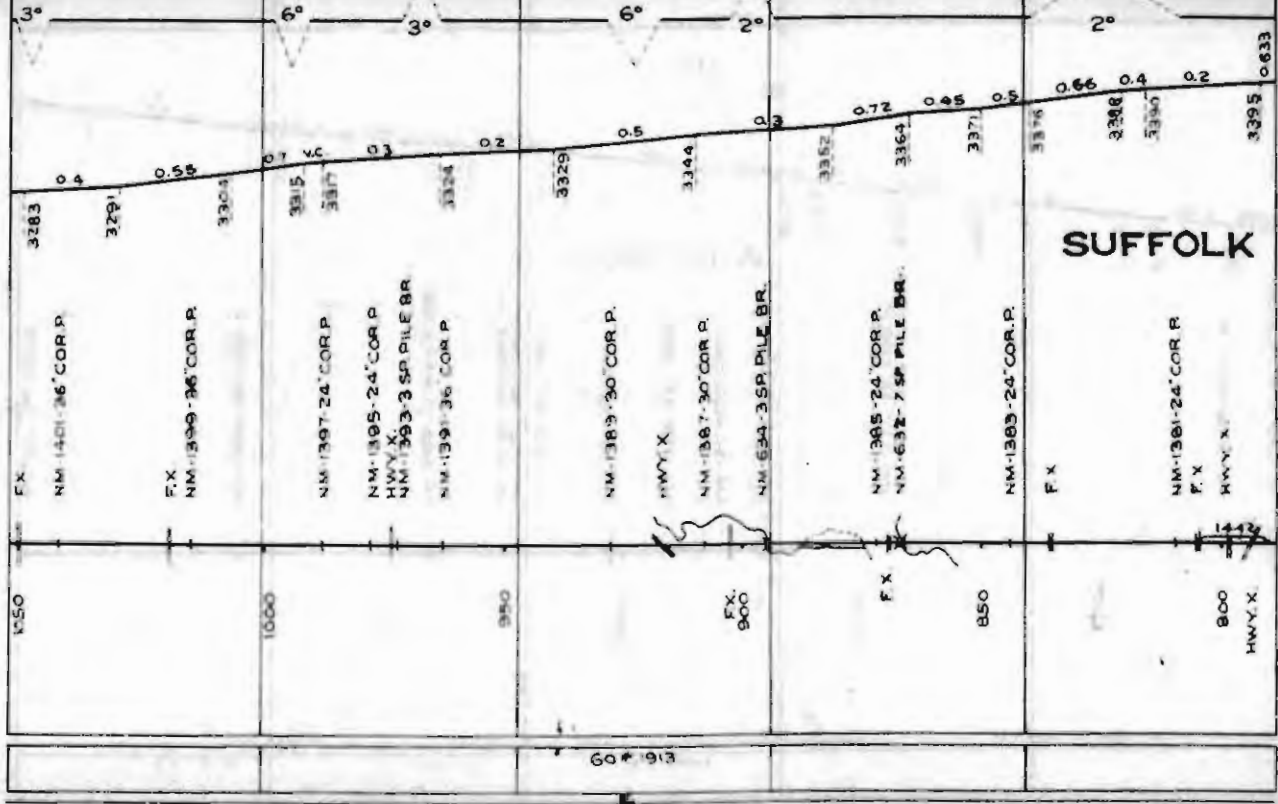 3° 6° 3° 6° 2° 2°
0.4 0.55 0.7 V.C 0.3 0.2 0.5 0.3 0.72 0.45 0.5 0.66 0.4 0.2 0.633
3283 3291 3304 3315 3317 3324 3329 3344 3352 3364 3371 3376 3388 3390 3395
SUFFOLK
F.X
NM-1401-36"COR.P.
F.X
NM-1399-36"COR.P.
NM-1397-24"COR.P.
NM-1395-24"COR.P.
HWY.X.
NM-1393-3 SP. PILE BR.
NM-1391-36 COR P.
NM-1389-30"COR.P.
HWY.X.
NM-1387-30"COR P.
NM-634-3 SP. PILE BR.
NM-1385-24"COR P.
NM-632-7 SP. PILE BR.
NM-1383-24"COR.P.
F.X
NM-1381-24"COR.P.
F.X
HWY.X.
1442
1050
1000
950
F.X.
900
F.X
850
800
HWY.X.
60# 1913